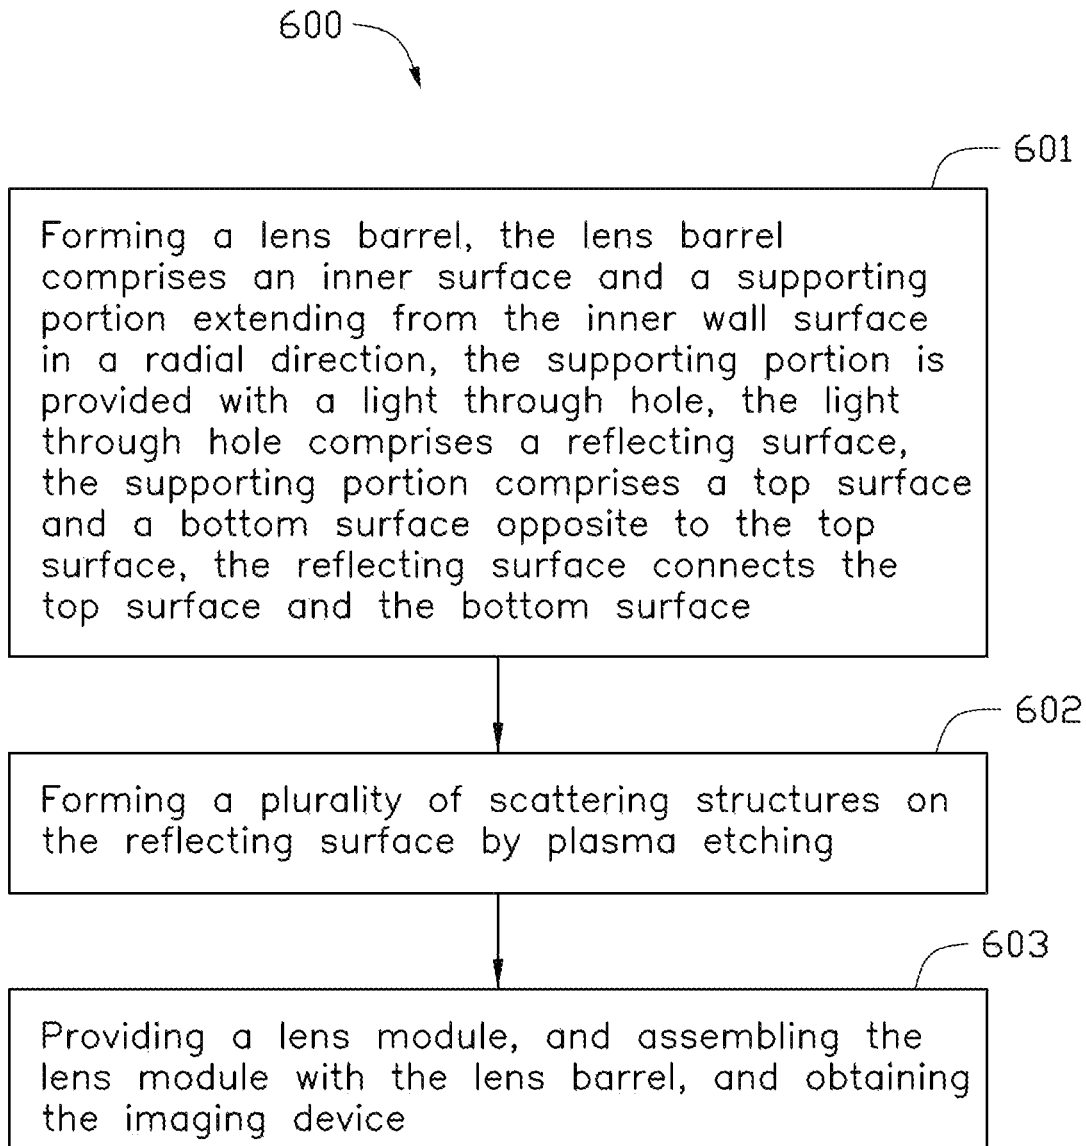 600
601
Forming a lens barrel, the lens barrel
comprises an inner surface and a supporting
portion extending from the inner wall surface
in a radial direction, the supporting portion is
provided with a light through hole, the light
through hole comprises a reflecting surface,
the supporting portion comprises a top surface
and a bottom surface opposite to the top
surface, the reflecting surface connects the
top surface and the bottom surface
602
Forming a plurality of scattering structures on
the reflecting surface by plasma etching
603
Providing a lens module, and assembling the
lens module with the lens barrel, and obtaining
the imaging device